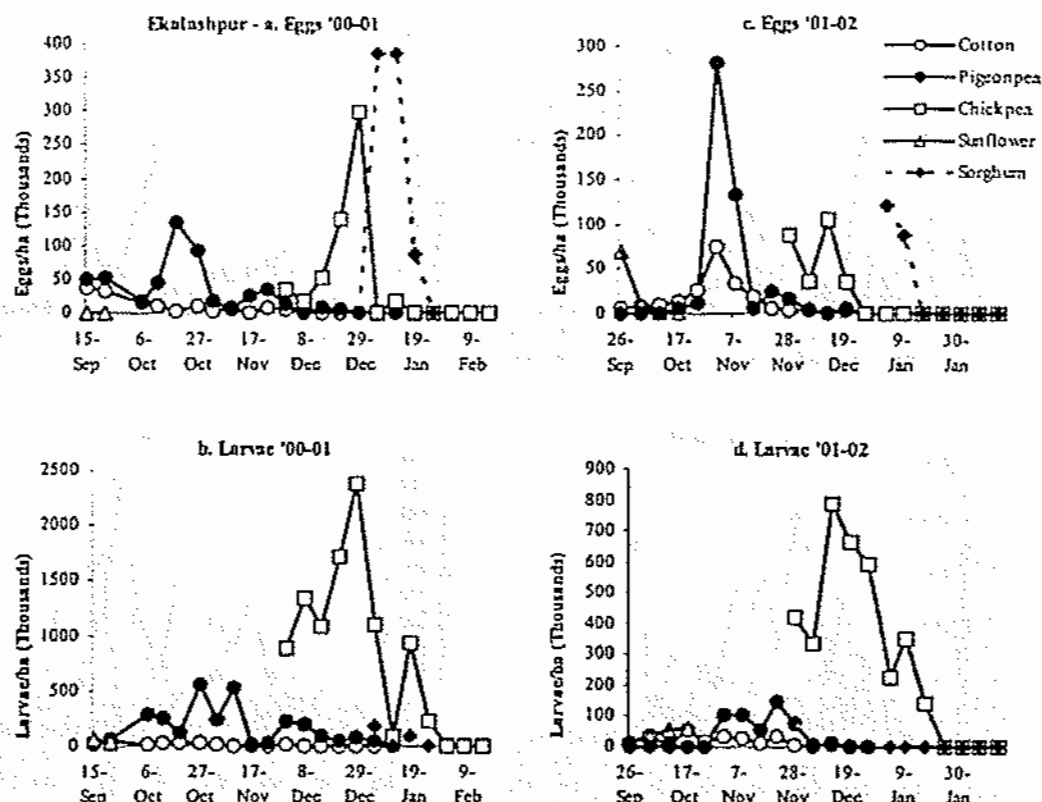 Ekalashpur - a. Eggs '00-01
Eggs/ha (Thousands)
400
350
300
250
200
150
100
50
0
15-
Sep
6-
Oct
27-
Oct
17-
Nov
8-
Dec
29-
Dec
19-
Jan
9-
Feb
c. Eggs '01-02
Eggs/ha (Thousands)
300
250
200
150
100
50
0
26-
Sep
17-
Oct
7-
Nov
28-
Nov
19-
Dec
9-
Jan
30-
Jan
Cotton
Pigeonpea
Chickpea
Sunflower
Sorghum
b. Larvae '00-01
Larvae/ha (Thousands)
2500
2000
1500
1000
500
0
15-
Sep
6-
Oct
27-
Oct
17-
Nov
8-
Dec
29-
Dec
19-
Jan
9-
Feb
d. Larvae '01-02
Larvae/ha (Thousands)
900
800
700
600
500
400
300
200
100
0
26-
Sep
17-
Oct
7-
Nov
28-
Nov
19-
Dec
9-
Jan
30-
Jan